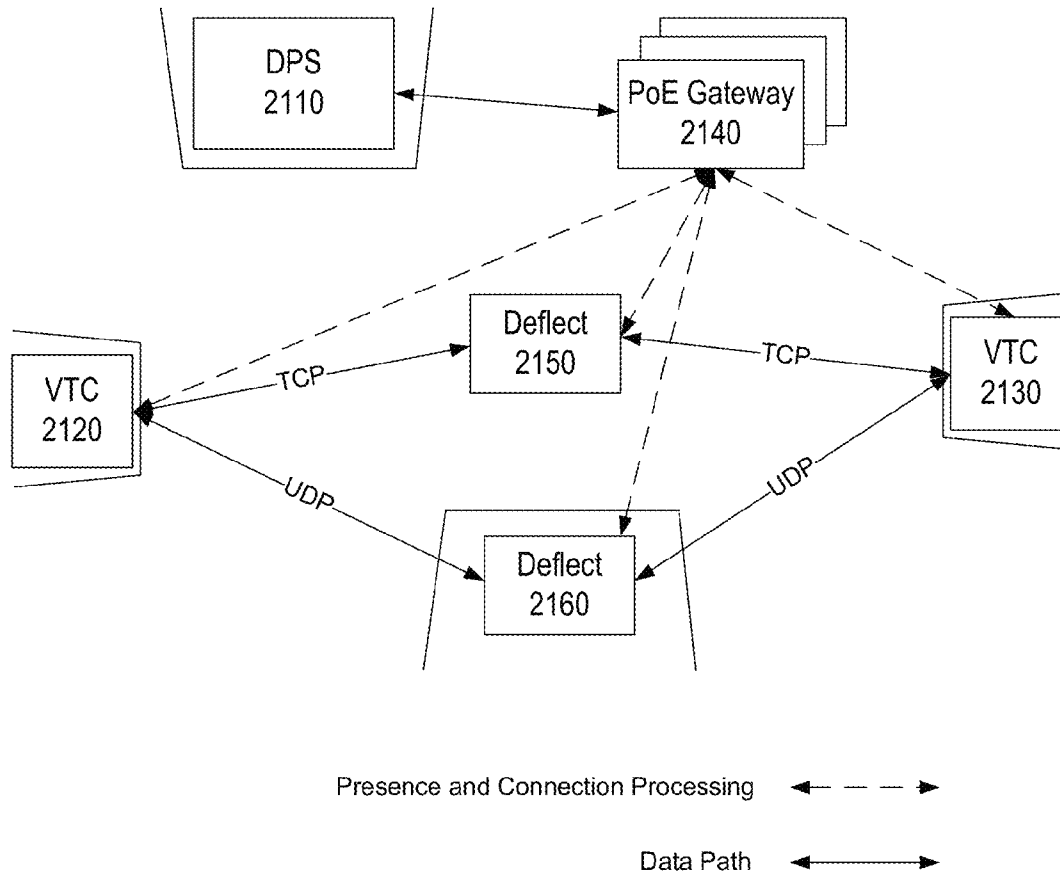 DPS
2110
PoE Gateway
2140
Deflect
2150
TCP
TCP
VTC
2120
VTC
2130
UDP
UDP
Deflect
2160
Presence and Connection Processing
Data Path